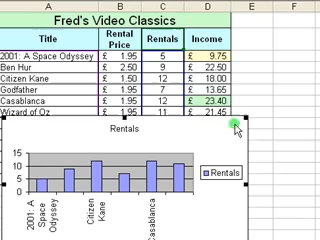 A B C D E F
Fred's Video Classics
Title Rental Price Rentals Income
2001: A Space Odyssey £ 1.95 5 £ 9.75
Ben Hur £ 2.50 9 £ 22.50
Citizen Kane £ 1.50 12 £ 18.00
Godfather £ 1.95 7 £ 13.65
Casablanca £ 1.95 12 £ 23.40
Wizard of Oz £ 1.95 11 £ 21.45
Rentals
15
10
5
0
Rentals
2001: A Space Odyssey
Citizen Kane
Casablanca